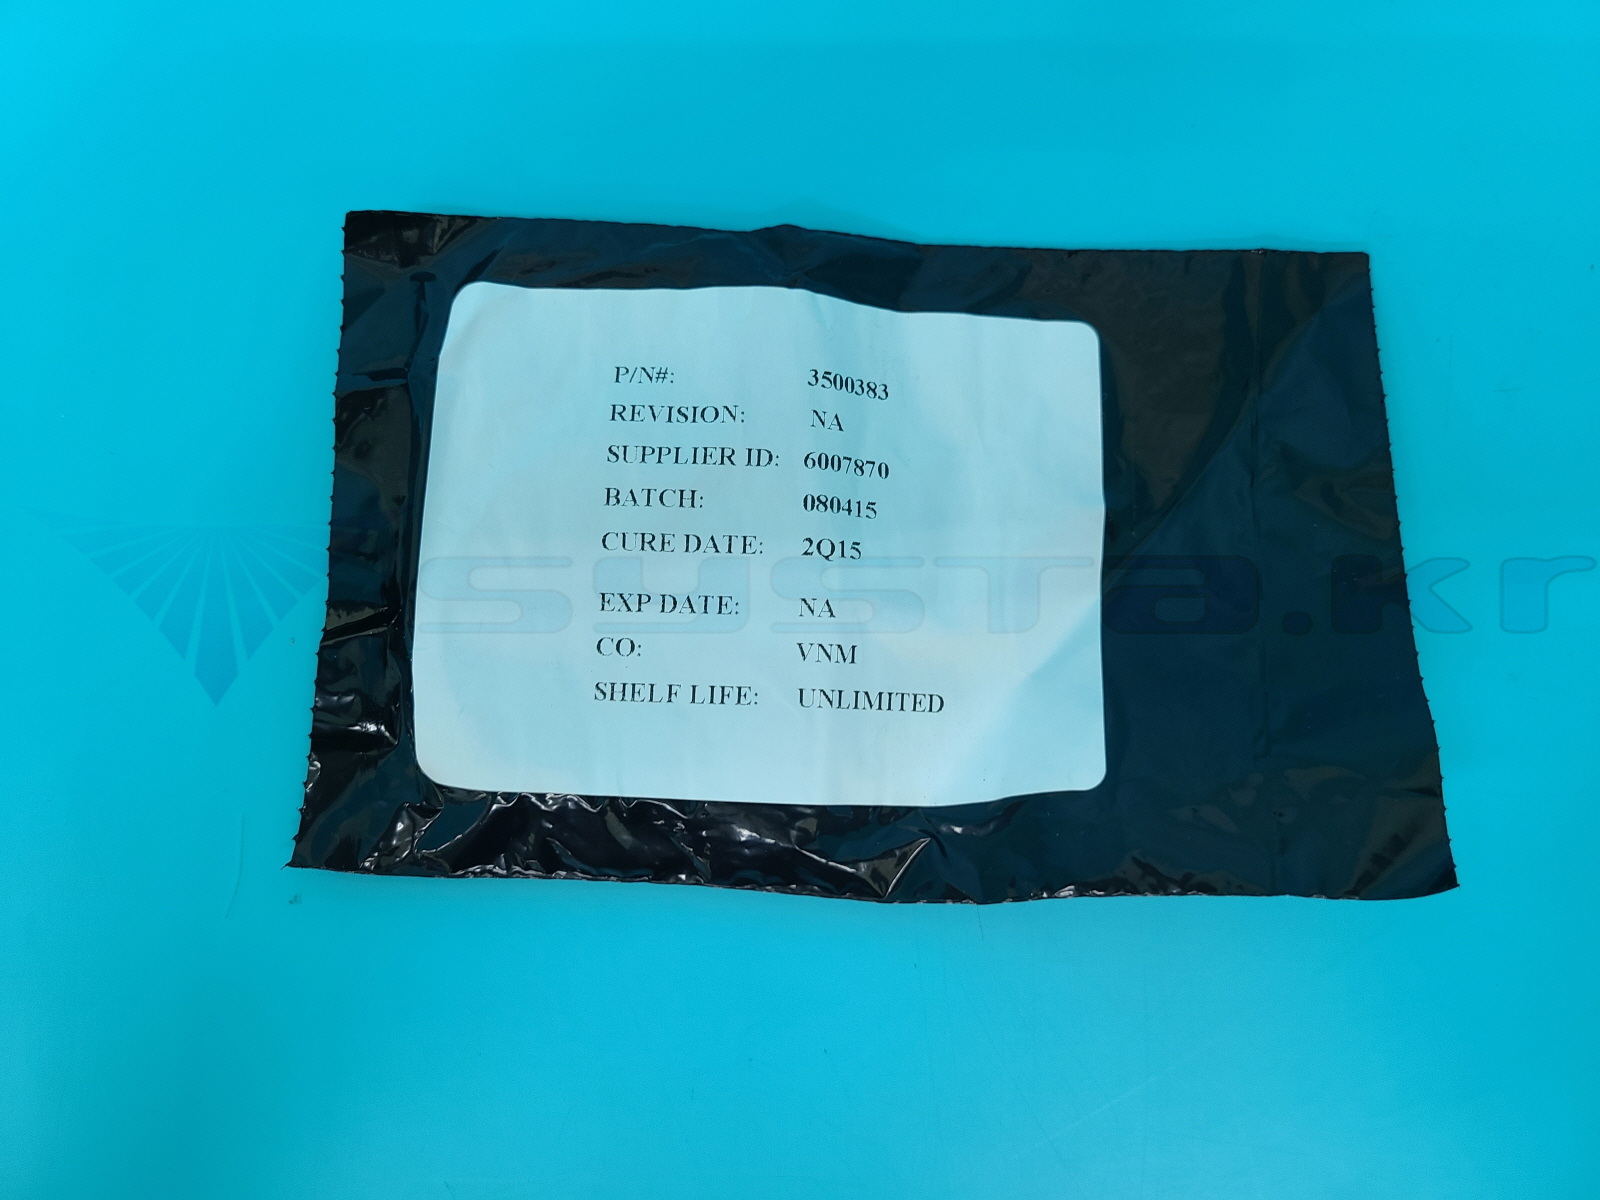 P/N#: 3500383
REVISION: NA
SUPPLIER ID: 6007870
BATCH: 080415
CURE DATE: 2Q15
EXP DATE: NA
CO: VNM
SHELF LIFE: UNLIMITED
systa.kr